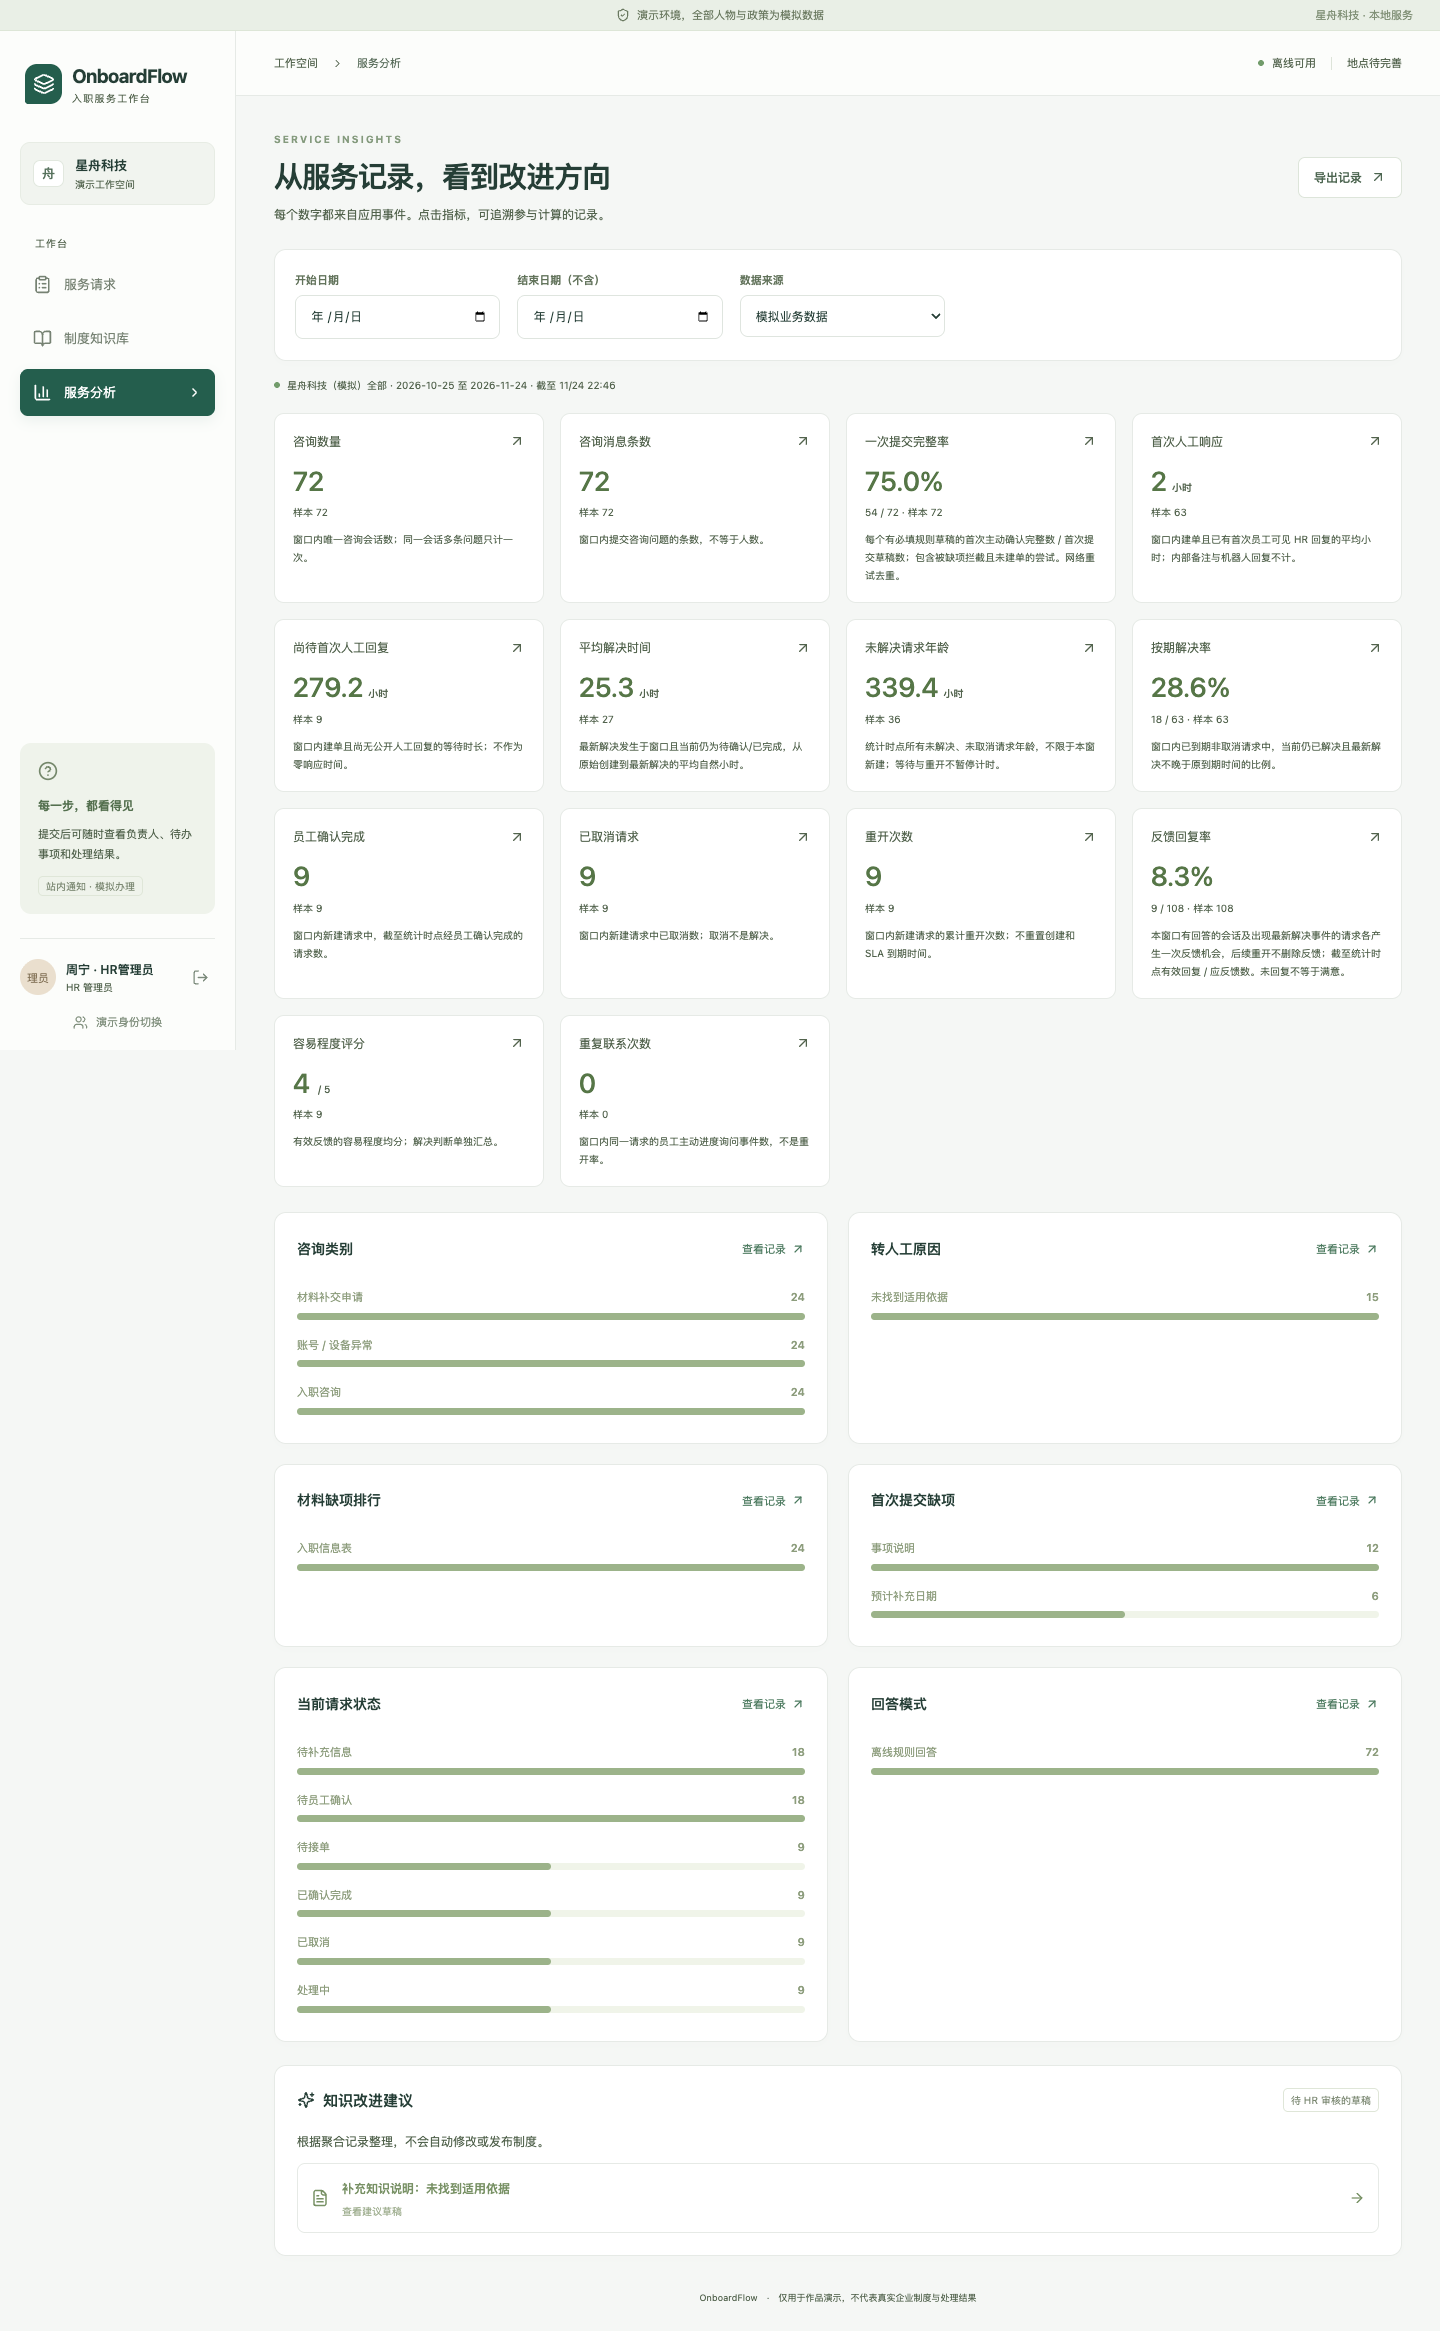 演示环境，全部人物与政策为模拟数据
星舟科技 · 本地服务
OnboardFlow
入职服务工作台
舟
星舟科技
演示工作空间
工作台
服务请求
制度知识库
服务分析
每一步，都看得见
提交后可随时查看负责人、待办
事项和处理结果。
站内通知 · 模拟办理
理员
周宁 · HR管理员
HR 管理员
演示身份切换
工作空间
服务分析
离线可用
地点待完善
SERVICE INSIGHTS
从服务记录，看到改进方向
每个数字都来自应用事件。点击指标，可追溯参与计算的记录。
导出记录
开始日期
年 /月/日
结束日期（不含）
年 /月/日
数据来源
模拟业务数据
星舟科技（模拟）全部 · 2026-10-25 至 2026-11-24 · 截至 11/24 22:46
咨询数量
72
样本 72
窗口内唯一咨询会话数；同一会话多条问题只计一
次。
咨询消息条数
72
样本 72
窗口内提交咨询问题的条数，不等于人数。
一次提交完整率
75.0%
54 / 72 · 样本 72
每个有必填规则草稿的首次主动确认完整数 / 首次提
交草稿数；包含被缺项拦截且未建单的尝试。网络重
试去重。
首次人工响应
2 小时
样本 63
窗口内建单且已有首次员工可见 HR 回复的平均小
时；内部备注与机器人回复不计。
尚待首次人工回复
279.2 小时
样本 9
窗口内建单且尚无公开人工回复的等待时长；不作为
零响应时间。
平均解决时间
25.3 小时
样本 27
最新解决发生于窗口且当前仍为待确认/已完成，从
原始创建到最新解决的平均自然小时。
未解决请求年龄
339.4 小时
样本 36
统计时点所有未解决、未取消请求年龄，不限于本窗
新建；等待与重开不暂停计时。
按期解决率
28.6%
18 / 63 · 样本 63
窗口内已到期非取消请求中，当前仍已解决且最新解
决不晚于原到期时间的比例。
员工确认完成
9
样本 9
窗口内新建请求中，截至统计时点经员工确认完成的
请求数。
已取消请求
9
样本 9
窗口内新建请求中已取消数；取消不是解决。
重开次数
9
样本 9
窗口内新建请求的累计重开次数；不重置创建和
SLA 到期时间。
反馈回复率
8.3%
9 / 108 · 样本 108
本窗口有回答的会话及出现最新解决事件的请求各产
生一次反馈机会，后续重开不删除反馈；截至统计时
点有效回复 / 应反馈数。未回复不等于满意。
容易程度评分
4 / 5
样本 9
有效反馈的容易程度均分；解决判断单独汇总。
重复联系次数
0
样本 0
窗口内同一请求的员工主动进度询问事件数，不是重
开率。
咨询类别
查看记录
材料补交申请 24
账号 / 设备异常 24
入职咨询 24
转人工原因
查看记录
未找到适用依据 15
材料缺项排行
查看记录
入职信息表 24
首次提交缺项
查看记录
事项说明 12
预计补充日期 6
当前请求状态
查看记录
待补充信息 18
待员工确认 18
待接单 9
已确认完成 9
已取消 9
处理中 9
回答模式
查看记录
离线规则回答 72
知识改进建议
待 HR 审核的草稿
根据聚合记录整理，不会自动修改或发布制度。
补充知识说明：未找到适用依据
查看建议草稿
OnboardFlow · 仅用于作品演示，不代表真实企业制度与处理结果